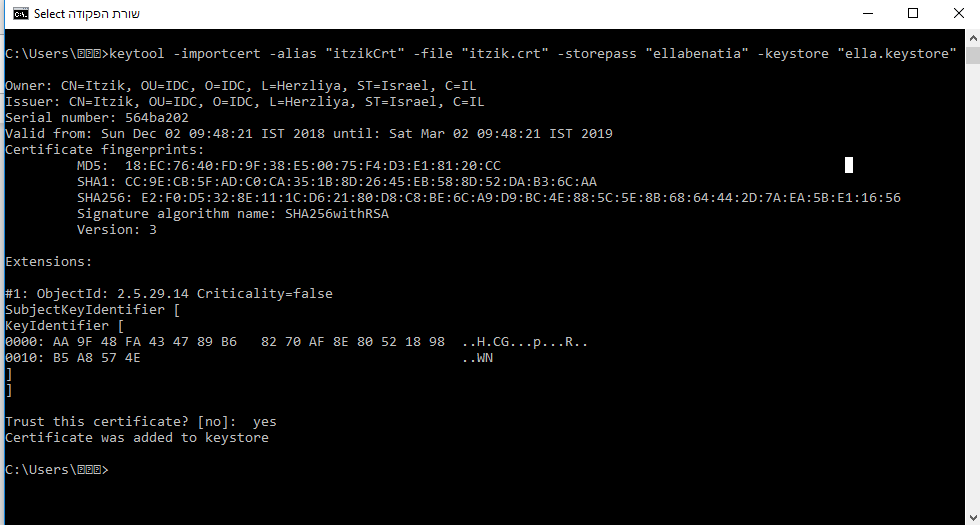 Select שורת הפקודה
C:\Users\⍰⍰⍰>keytool -importcert -alias "itzikCrt" -file "itzik.crt" -storepass "ellabenatia" -keystore "ella.keystore"
Owner: CN=Itzik, OU=IDC, O=IDC, L=Herzliya, ST=Israel, C=IL
Issuer: CN=Itzik, OU=IDC, O=IDC, L=Herzliya, ST=Israel, C=IL
Serial number: 564ba202
Valid from: Sun Dec 02 09:48:21 IST 2018 until: Sat Mar 02 09:48:21 IST 2019
Certificate fingerprints:
MD5:  18:EC:76:40:FD:9F:38:E5:00:75:F4:D3:E1:81:20:CC
SHA1: CC:9E:CB:5F:AD:C0:CA:35:1B:8D:26:45:EB:58:8D:52:DA:B3:6C:AA
SHA256: E2:F0:D5:32:8E:11:1C:D6:21:80:D8:C8:BE:6C:A9:D9:BC:4E:88:5C:5E:8B:68:64:44:2D:7A:EA:5B:E1:16:56
Signature algorithm name: SHA256withRSA
Version: 3
Extensions:
#1: ObjectId: 2.5.29.14 Criticality=false
SubjectKeyIdentifier [
KeyIdentifier [
0000: AA 9F 48 FA 43 47 89 B6   82 70 AF 8E 80 52 18 98  ..H.CG...p...R..
0010: B5 A8 57 4E                                        ..WN
]
]
Trust this certificate? [no]:  yes
Certificate was added to keystore
C:\Users\⍰⍰⍰>